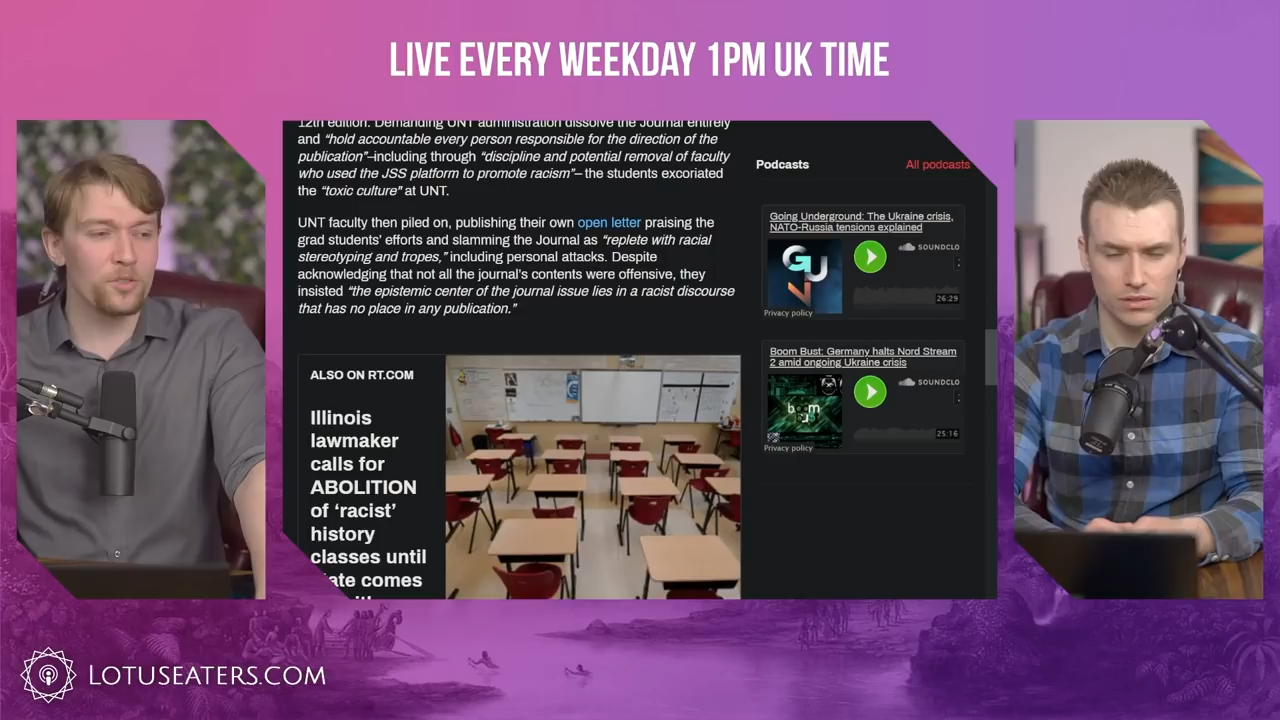 LIVE EVERY WEEKDAY 1PM UK TIME
12th edition. Demanding UNT administration dissolve the Journal entirely
and “hold accountable every person responsible for the direction of the
publication”–including through “discipline and potential removal of faculty
who used the JSS platform to promote racism”– the students excoriated
the “toxic culture” at UNT.
UNT faculty then piled on, publishing their own open letter praising the
grad students’ efforts and slamming the Journal as “replete with racial
stereotyping and tropes,” including personal attacks. Despite
acknowledging that not all the journal’s contents were offensive, they
insisted “the epistemic center of the journal issue lies in a racist discourse
that has no place in any publication.”
ALSO ON RT.COM
Illinois
lawmaker
calls for
ABOLITION
of ‘racist’
history
classes until
comes
Podcasts
All podcasts
Going Underground: The Ukraine crisis,
NATO-Russia tensions explained
GU
SOUNDCLO
26:29
Privacy policy
Boom Bust: Germany halts Nord Stream
2 amid ongoing Ukraine crisis
SOUNDCLO
25:16
Privacy policy
LOTUSEATERS.COM